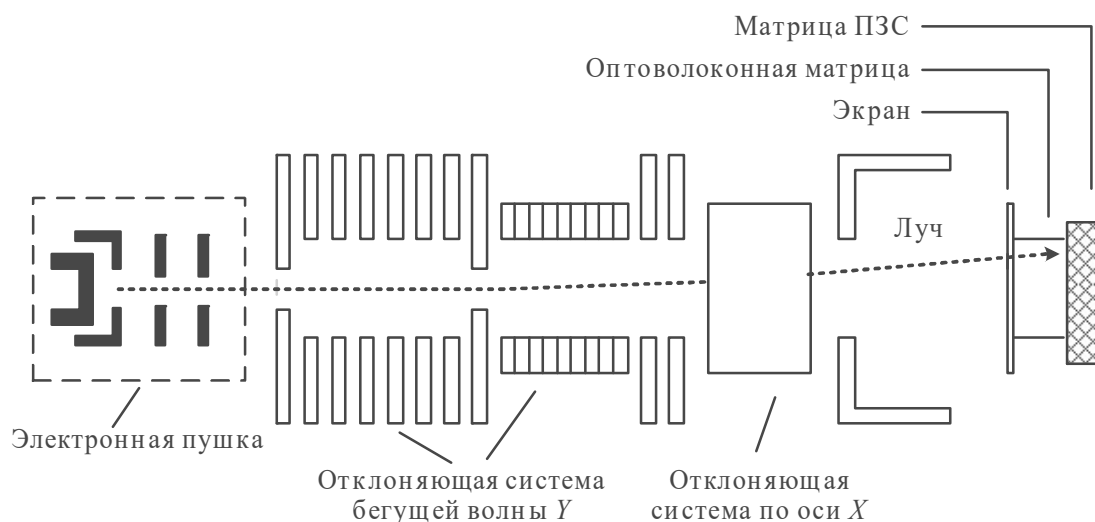 Матрица ПЗС
Оптоволоконная матрица
Экран
Луч
Электронная пушка
Отклоняющая система
бегущей волны Y
Отклоняющая
система по оси X